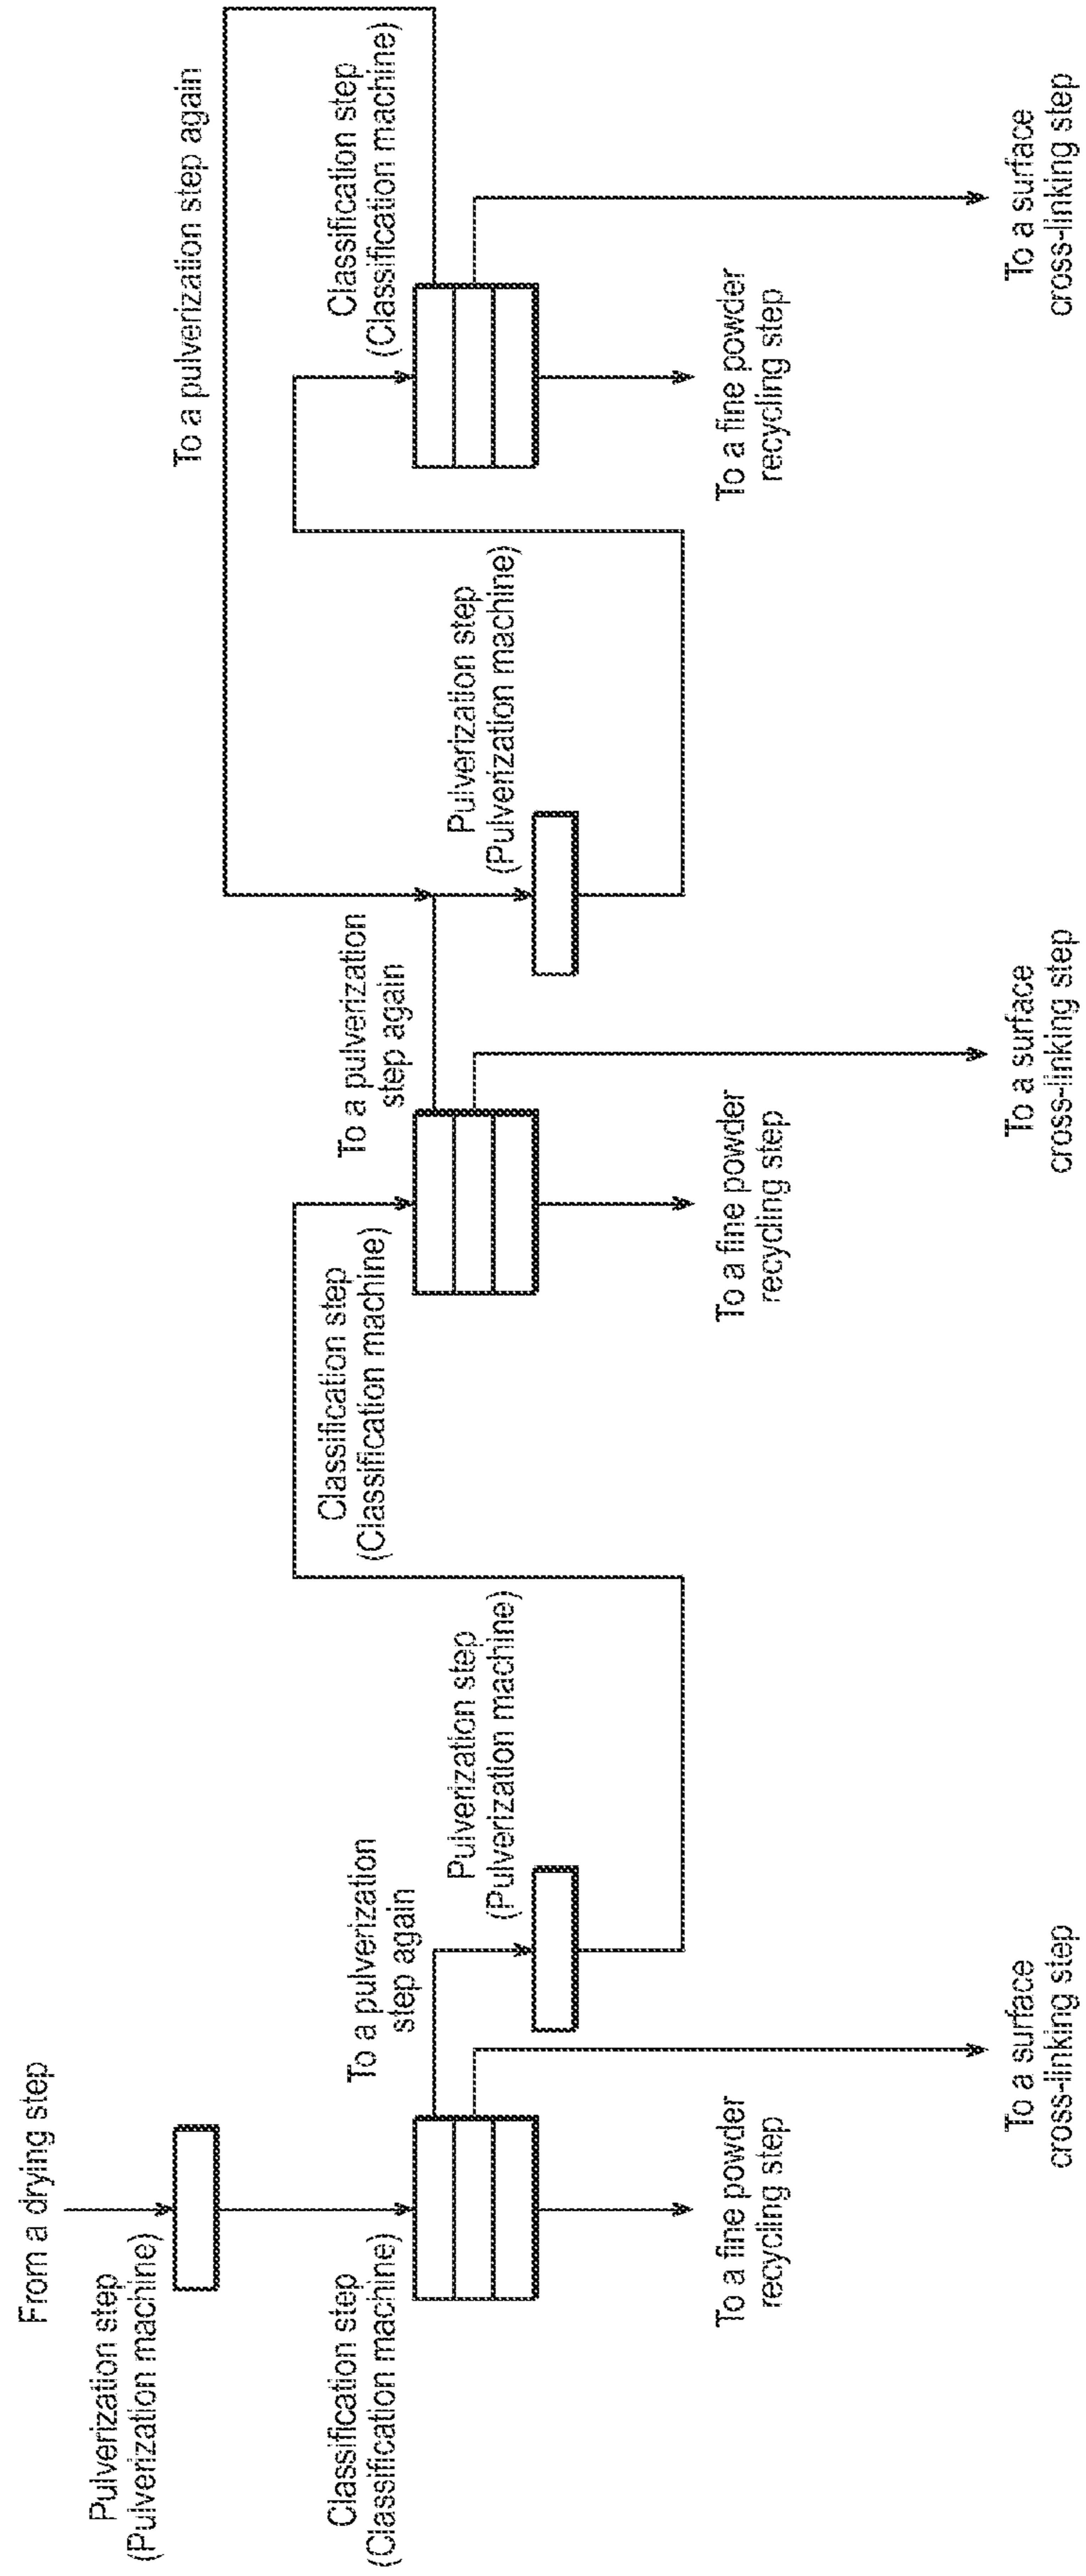 From a drying step
Pulverization step
(Pulverization machine)
Classification step
(Classification machine)
To a fine powder
recycling step
To a surface
cross-linking step
To a pulverization
step again
Pulverization step
(Pulverization machine)
Classification step
(Classification machine)
To a fine powder
recycling step
To a surface
cross-linking step
To a pulverization
step again
Pulverization step
(Pulverization machine)
To a pulverization step again
Classification step
(Classification machine)
To a fine powder
recycling step
To a surface
cross-linking step